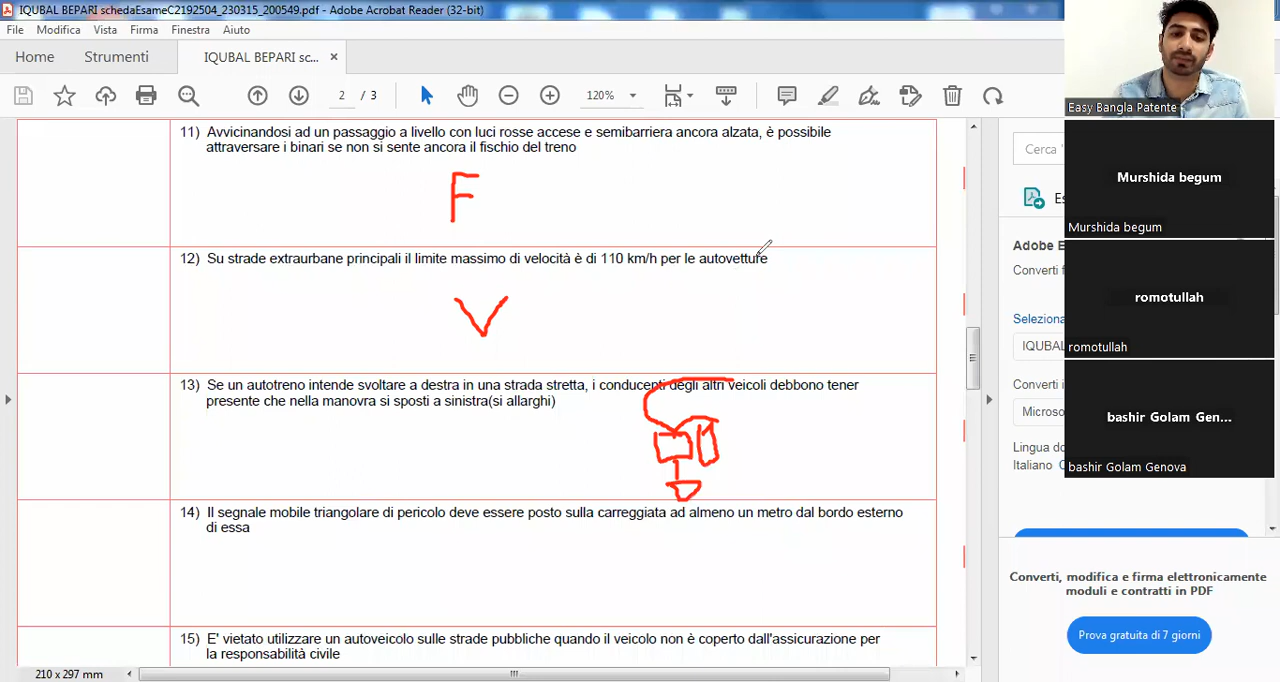 IQUBAL BEPARI schedaEsameC2192504_230315_200549.pdf - Adobe Acrobat Reader (32-bit)
File Modifica Vista Firma Finestra Aiuto
Home Strumenti IQUBAL BEPARI sc... ×
2 / 3 120%
11) Avvicinandosi ad un passaggio a livello con luci rosse accese e semibarriera ancora alzata, è possibile
attraversare i binari se non si sente ancora il fischio del treno
F
12) Su strade extraurbane principali il limite massimo di velocità è di 110 km/h per le autovetture
V
13) Se un autotreno intende svoltare a destra in una strada stretta, i conducenti degli altri veicoli debbono tener
presente che nella manovra si sposti a sinistra(si allarghi)
14) Il segnale mobile triangolare di pericolo deve essere posto sulla carreggiata ad almeno un metro dal bordo esterno
di essa
15) E' vietato utilizzare un autoveicolo sulle strade pubbliche quando il veicolo non è coperto dall'assicurazione per
la responsabilità civile
210 x 297 mm
Cerca
Es
Adobe E
Converti f
Seleziona
IQUBAL
Converti i
Microso
Lingua do
Italiano
Converti, modifica e firma elettronicamente
moduli e contratti in PDF
Prova gratuita di 7 giorni
Easy Bangla Patente
Murshida begum
Murshida begum
romotullah
romotullah
bashir Golam Gen...
bashir Golam Genova